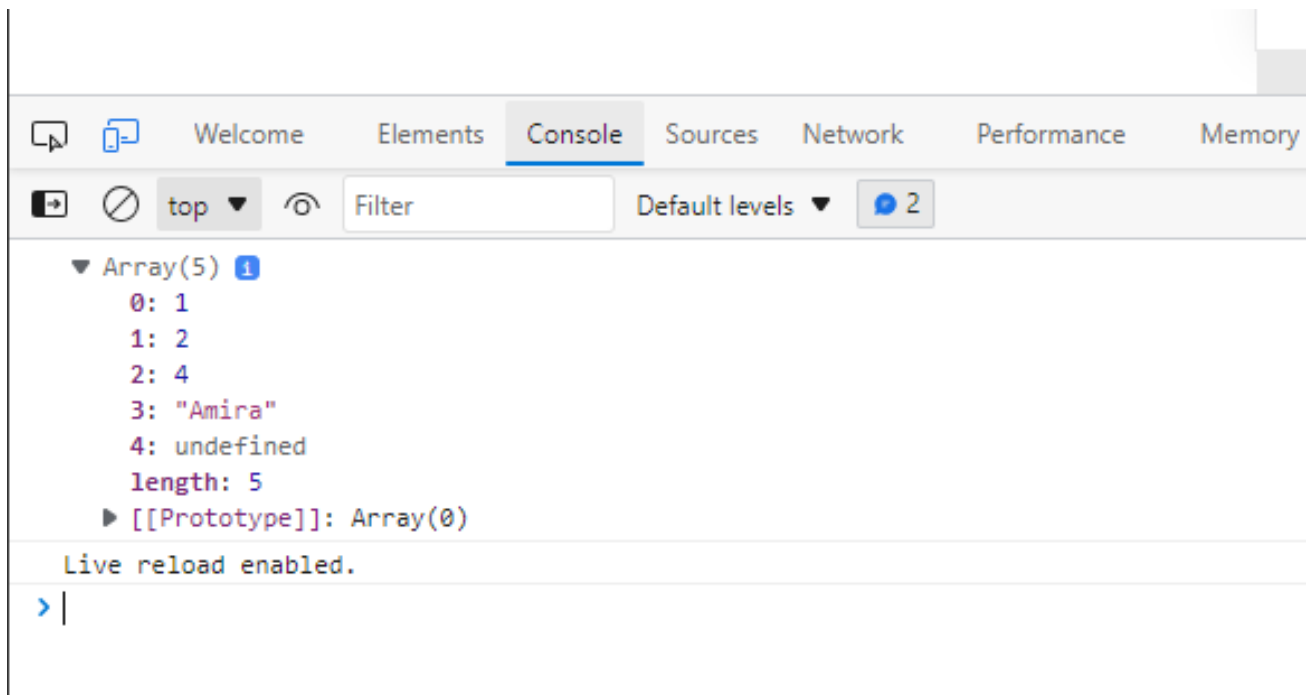 Welcome Elements Console Sources Network Performance Memory
top ▼ Filter Default levels ▼ 2
▼ Array(5) i
0: 1
1: 2
2: 4
3: "Amira"
4: undefined
length: 5
▶ [[Prototype]]: Array(0)
Live reload enabled.
>